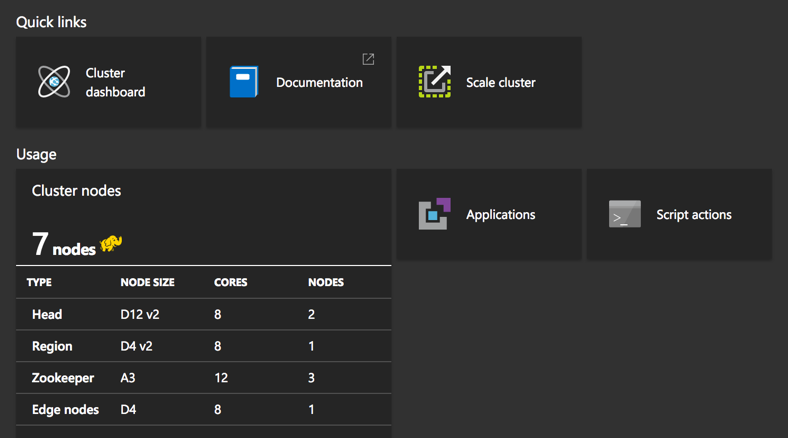 Quick links
Cluster
dashboard
Documentation
Scale cluster
Usage
Cluster nodes
7 nodes
Applications
Script actions
TYPE NODE SIZE CORES NODES
Head D12 v2 8 2
Region D4 v2 8 1
Zookeeper A3 12 3
Edge nodes D4 8 1